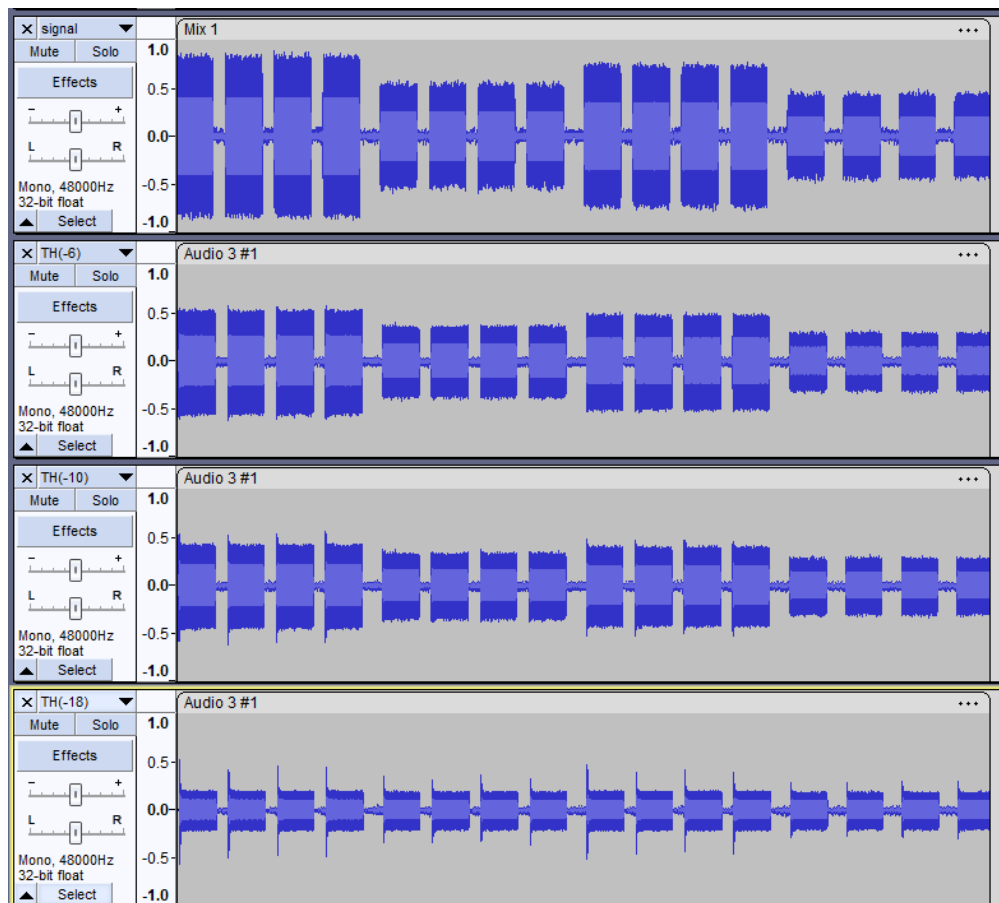 × signal ▼ Mix 1 ...
Mute Solo 1.0
Effects 0.5-
- + 0.0-
L R
Mono, 48000Hz -0.5-
32-bit float
▲ Select -1.0
× TH(-6) ▼ Audio 3 #1 ...
Mute Solo 1.0
Effects 0.5-
- + 0.0-
L R
Mono, 48000Hz -0.5-
32-bit float
▲ Select -1.0
× TH(-10) ▼ Audio 3 #1 ...
Mute Solo 1.0
Effects 0.5-
- + 0.0-
L R
Mono, 48000Hz -0.5-
32-bit float
▲ Select -1.0
× TH(-18) ▼ Audio 3 #1 ...
Mute Solo 1.0
Effects 0.5-
- + 0.0-
L R
Mono, 48000Hz -0.5-
32-bit float
▲ Select -1.0